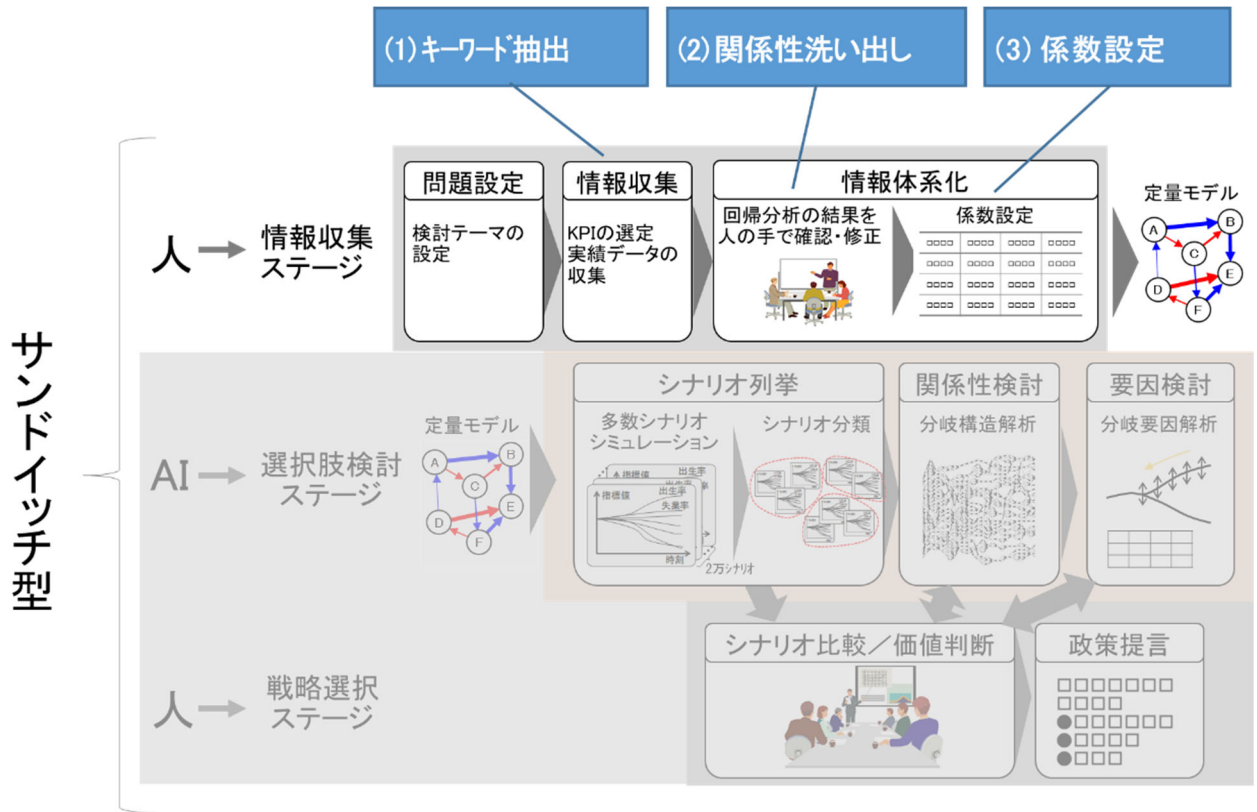 (1) キーワード抽出
(2) 関係性洗い出し
(3) 係数設定
サンドイッチ型
人
情報収集
ステージ
問題設定
検討テーマの
設定
情報収集
KPIの選定
実績データの
収集
情報体系化
回帰分析の結果を
人の手で確認・修正
係数設定
□□□□ □□□□ □□□□ □□□□
□□□□ □□□□ □□□□ □□□□
□□□□ □□□□ □□□□ □□□□
□□□□ □□□□ □□□□ □□□□
定量モデル
A
B
C
D
E
F
AI
選択肢検討
ステージ
定量モデル
A
B
C
D
E
F
シナリオ列挙
多数シナリオ
シミュレーション
指標値
出生率
失業率
時刻
2万シナリオ
シナリオ分類
関係性検討
分岐構造解析
要因検討
分岐要因解析
人
戦略選択
ステージ
シナリオ比較／価値判断
政策提言
□□□□□□□
□□□□
●□□□□□□
●□□□□
●□□□